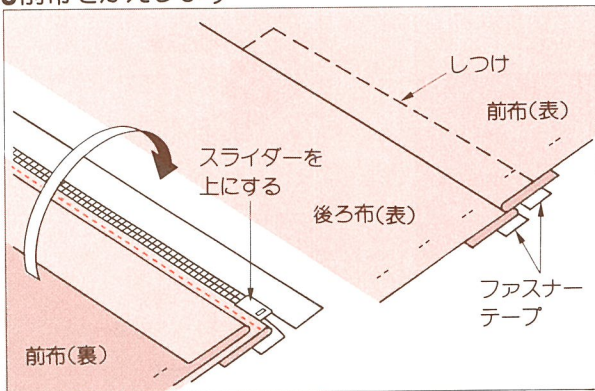 しつけ
前布(表)
スライダーを
上にする
後ろ布(表)
ファスナー
テープ
前布(裏)